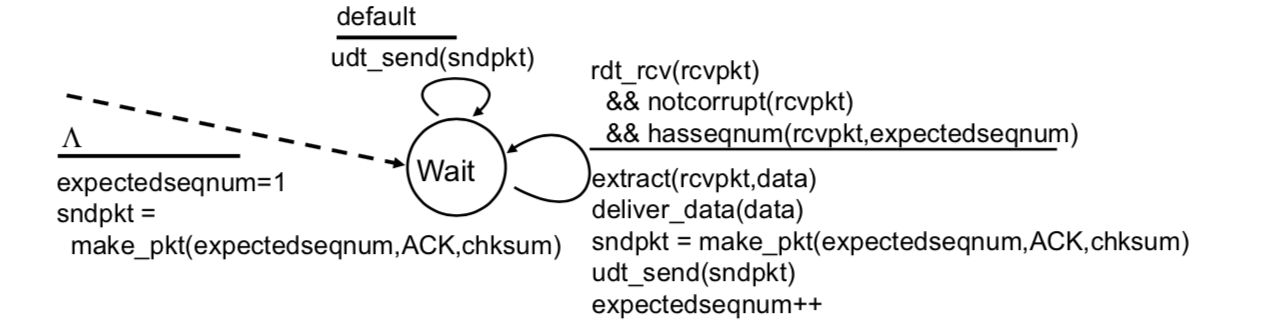 default
udt_send(sndpkt)
rdt_rcv(rcvpkt)
&& notcorrupt(rcvpkt)
&& hasseqnum(rcvpkt,expectedseqnum)
Λ
expectedseqnum=1
sndpkt =
make_pkt(expectedseqnum,ACK,chksum)
Wait
extract(rcvpkt,data)
deliver_data(data)
sndpkt = make_pkt(expectedseqnum,ACK,chksum)
udt_send(sndpkt)
expectedseqnum++